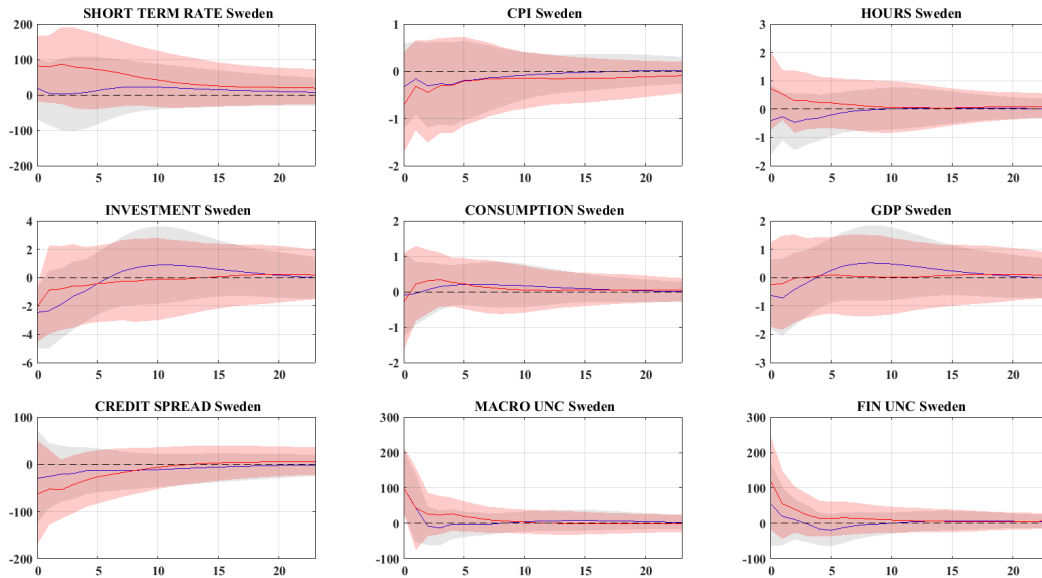 SHORT TERM RATE Sweden
200
100
0
-100
-200
0 5 10 15 20
CPI Sweden
1
0
-1
-2
0 5 10 15 20
HOURS Sweden
3
2
1
0
-1
-2
0 5 10 15 20
INVESTMENT Sweden
4
2
0
-2
-4
-6
0 5 10 15 20
CONSUMPTION Sweden
2
1
0
-1
-2
0 5 10 15 20
GDP Sweden
2
1
0
-1
-2
-3
0 5 10 15 20
CREDIT SPREAD Sweden
100
0
-100
-200
0 5 10 15 20
MACRO UNC Sweden
300
200
100
0
-100
0 5 10 15 20
FIN UNC Sweden
300
200
100
0
-100
0 5 10 15 20